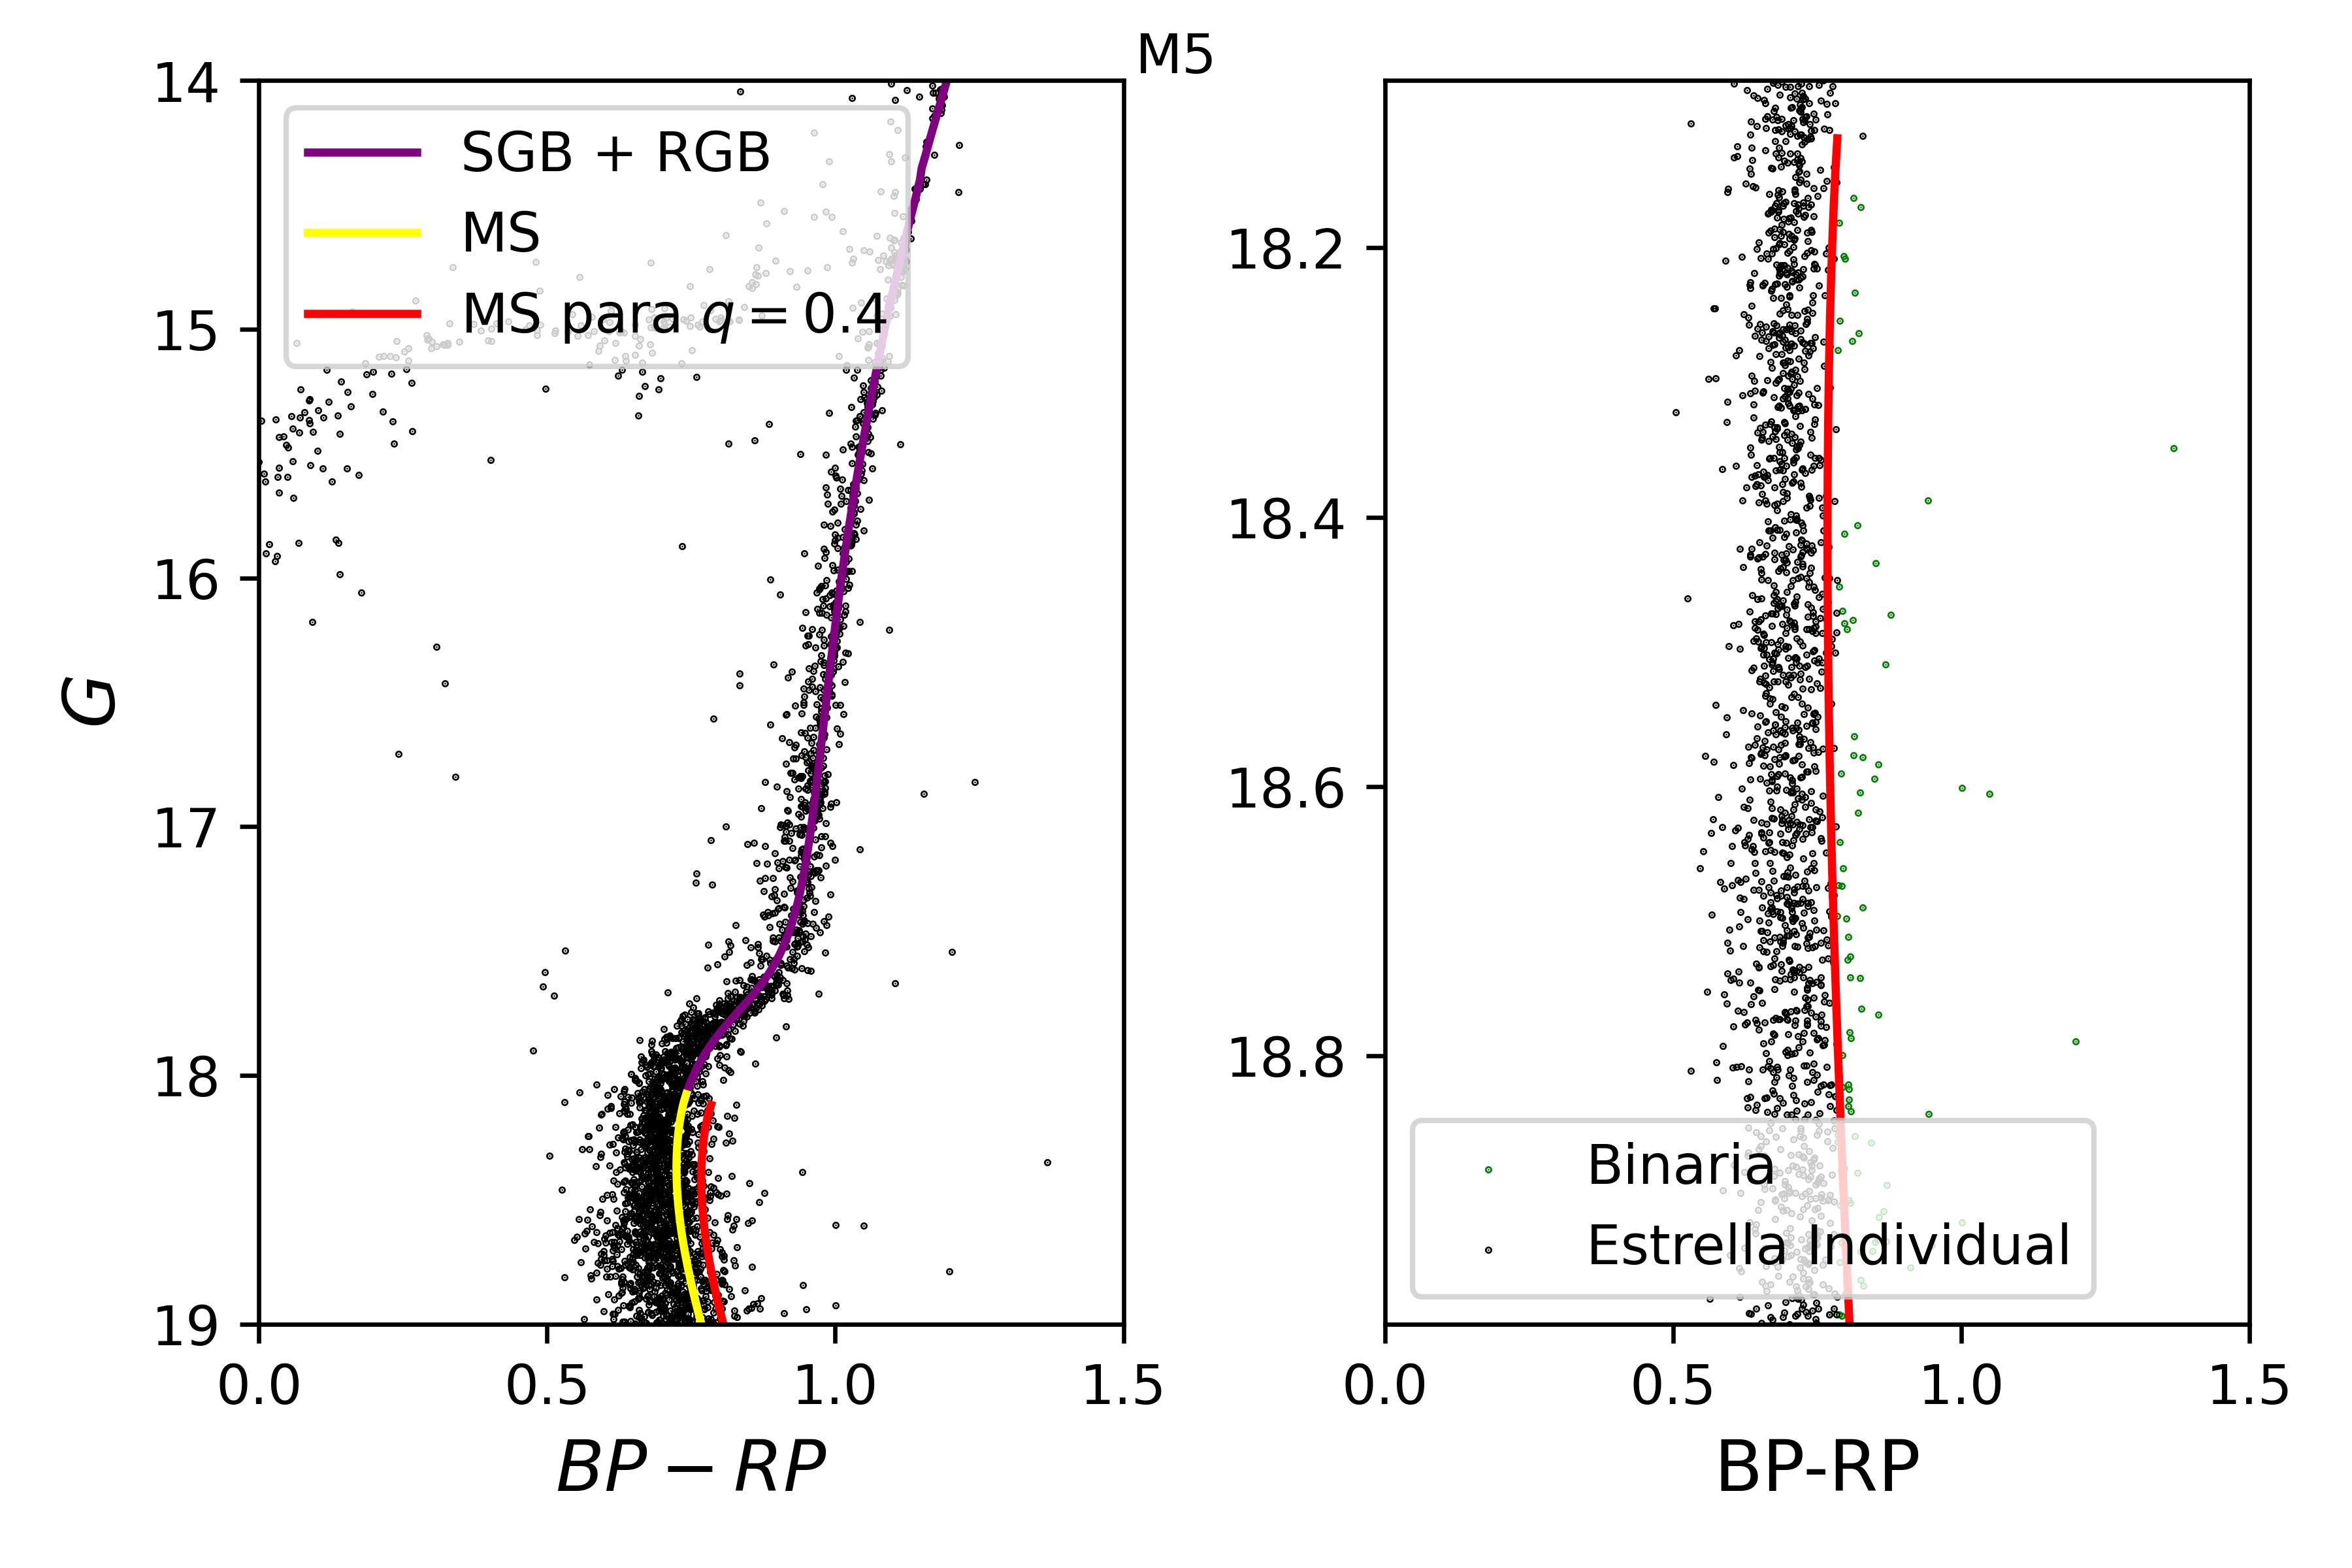 M5
14
15
16
17
18
19
G
SGB + RGB
MS
MS para q = 0.4
0.0 0.5 1.0 1.5
BP − RP
18.2
18.4
18.6
18.8
Binaria
Estrella Individual
0.0 0.5 1.0 1.5
BP-RP